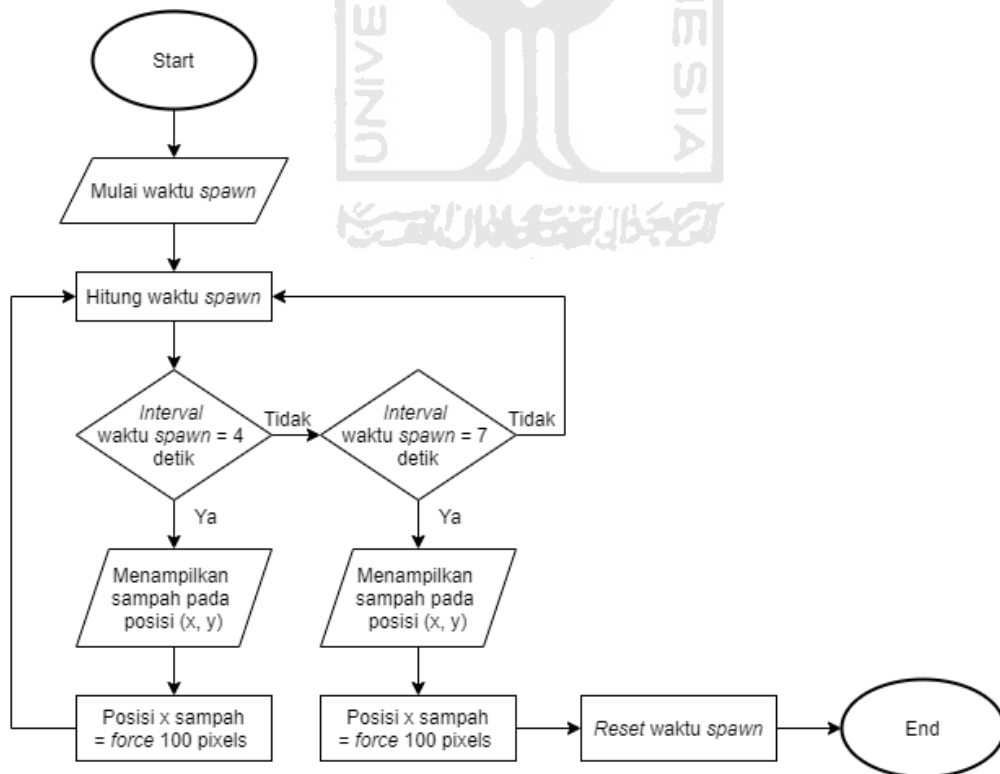 Start
Mulai waktu spawn
Hitung waktu spawn
Interval
waktu spawn = 4
detik
Tidak
Interval
waktu spawn = 7
detik
Tidak
Ya
Ya
Menampilkan
sampah pada
posisi (x, y)
Menampilkan
sampah pada
posisi (x, y)
Posisi x sampah
= force 100 pixels
Posisi x sampah
= force 100 pixels
Reset waktu spawn
End
UNIVE
ESIA